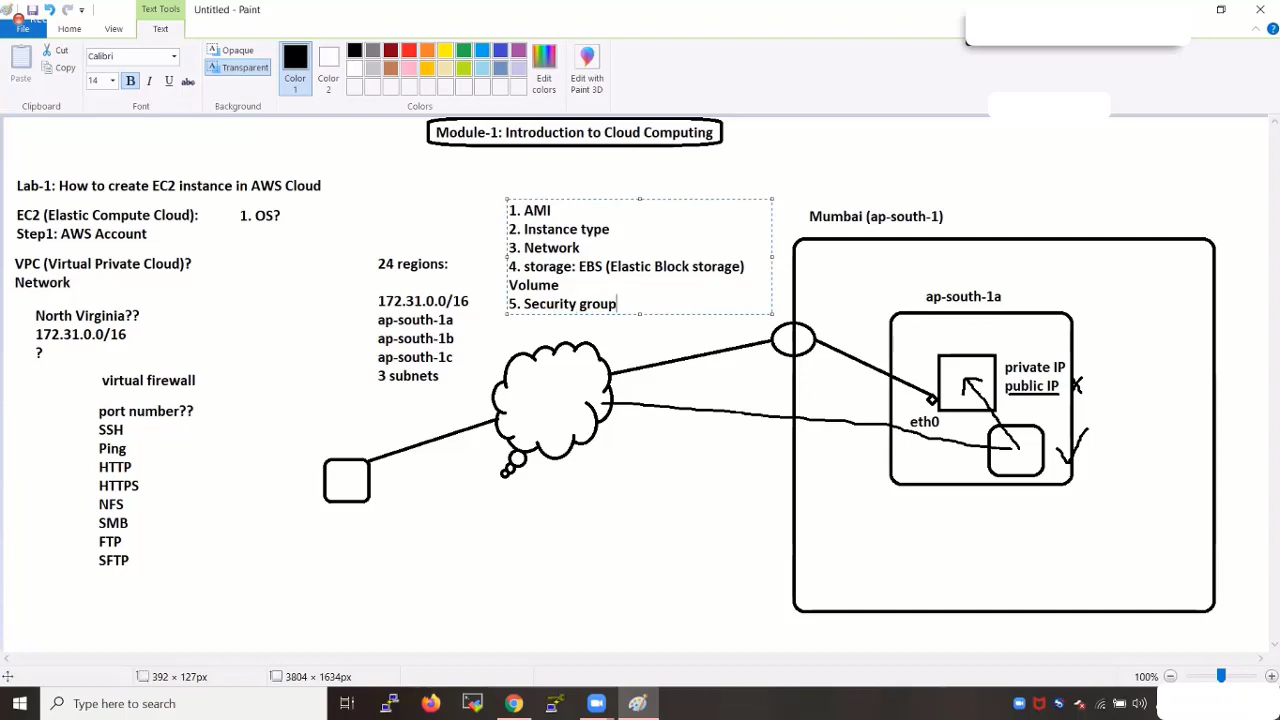 Text Tools
Untitled - Paint
File
Home
View
Text
Paste
Cut
Copy
Clipboard
Calibri
14
B
I
U
abc
Font
Opaque
Transparent
Background
Color
1
Color
2
Edit
colors
Colors
Edit with
Paint 3D
Module-1: Introduction to Cloud Computing
Lab-1: How to create EC2 instance in AWS Cloud
EC2 (Elastic Compute Cloud):
1. OS?
Step1: AWS Account
VPC (Virtual Private Cloud)?
Network
North Virginia??
172.31.0.0/16
?
virtual firewall
port number??
SSH
Ping
HTTP
HTTPS
NFS
SMB
FTP
SFTP
24 regions:
172.31.0.0/16
ap-south-1a
ap-south-1b
ap-south-1c
3 subnets
1. AMI
2. Instance type
3. Network
4. storage: EBS (Elastic Block storage)
Volume
5. Security group
Mumbai (ap-south-1)
ap-south-1a
private IP
public IP
eth0
392 × 127px
3804 × 1634px
100%
Type here to search